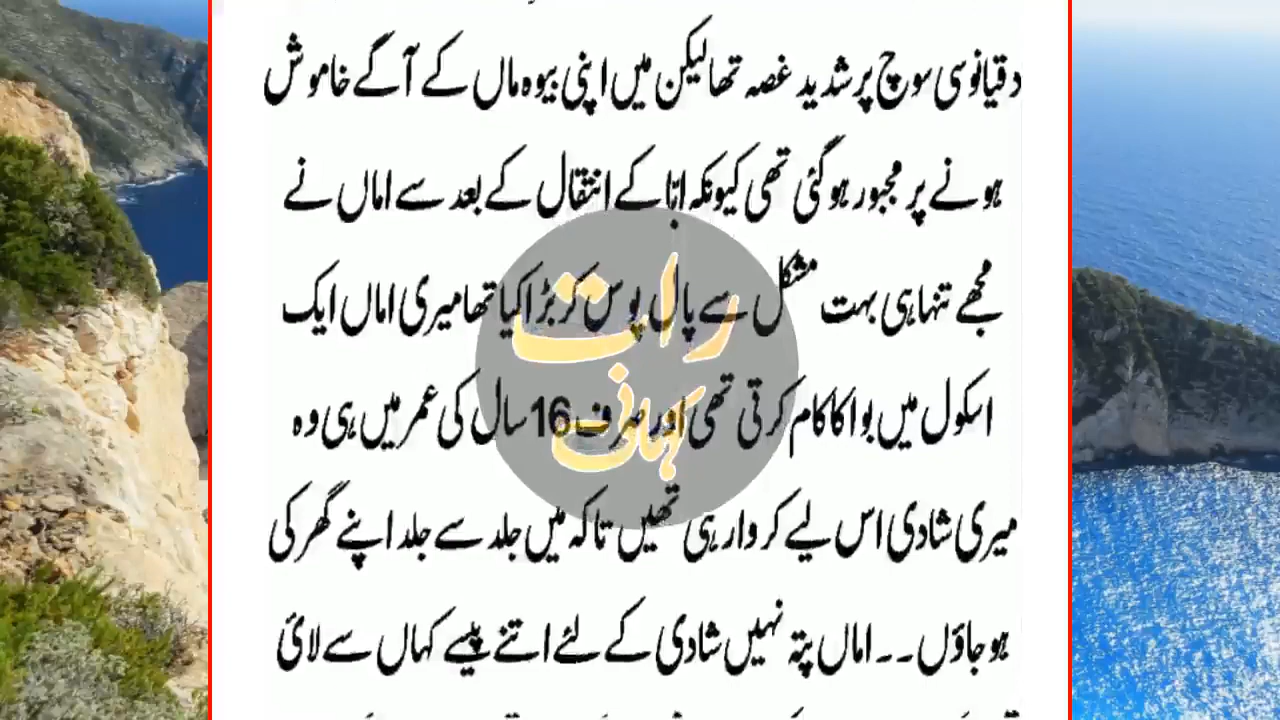 دقیانوسی سوچ پر شدید غصہ تھا لیکن میں اپنی بیوہ ماں کے آگے خاموش
ہونے پر مجبور ہو گئی تھی کیونکہ ابّا کے انتقال کے بعد سے اماں نے
مجھے تنہا ہی بہت مشکل سے پال پوس کر بڑا کیا تھا میری اماں ایک
اسکول میں بوا کا کام کرتی تھی اور صرف 16 سال کی عمر میں ہی وہ
میری شادی اس لیے کروا رہی تھیں تاکہ میں جلد سے جلد اپنے گھر کی
ہو جاؤں۔۔ اماں پتہ نہیں شادی کے لئے اتنے پیسے کہاں سے لائ
رات
کہانی